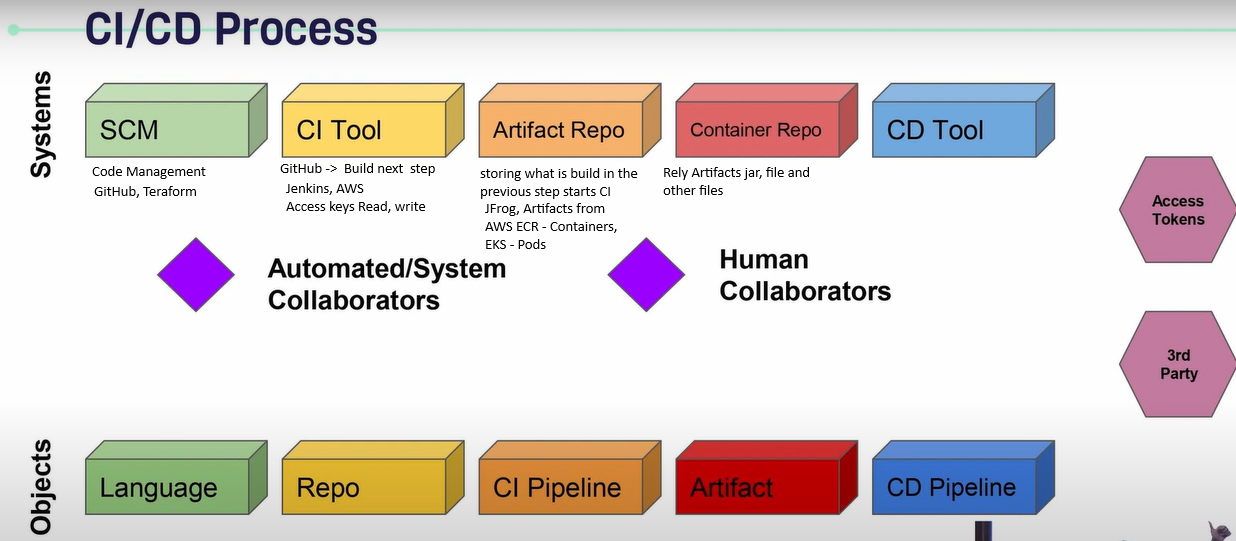 CI/CD Process
Systems
SCM
CI Tool
Artifact Repo
Container Repo
CD Tool
Code Management
GitHub, Teraform
GitHub -> Build next step
Jenkins, AWS
Access keys Read, write
storing what is build in the
previous step starts CI
JFrog, Artifacts from
AWS ECR - Containers,
EKS - Pods
Rely Artifacts jar, file and
other files
Access
Tokens
Automated/System
Collaborators
Human
Collaborators
3rd
Party
Objects
Language
Repo
CI Pipeline
Artifact
CD Pipeline